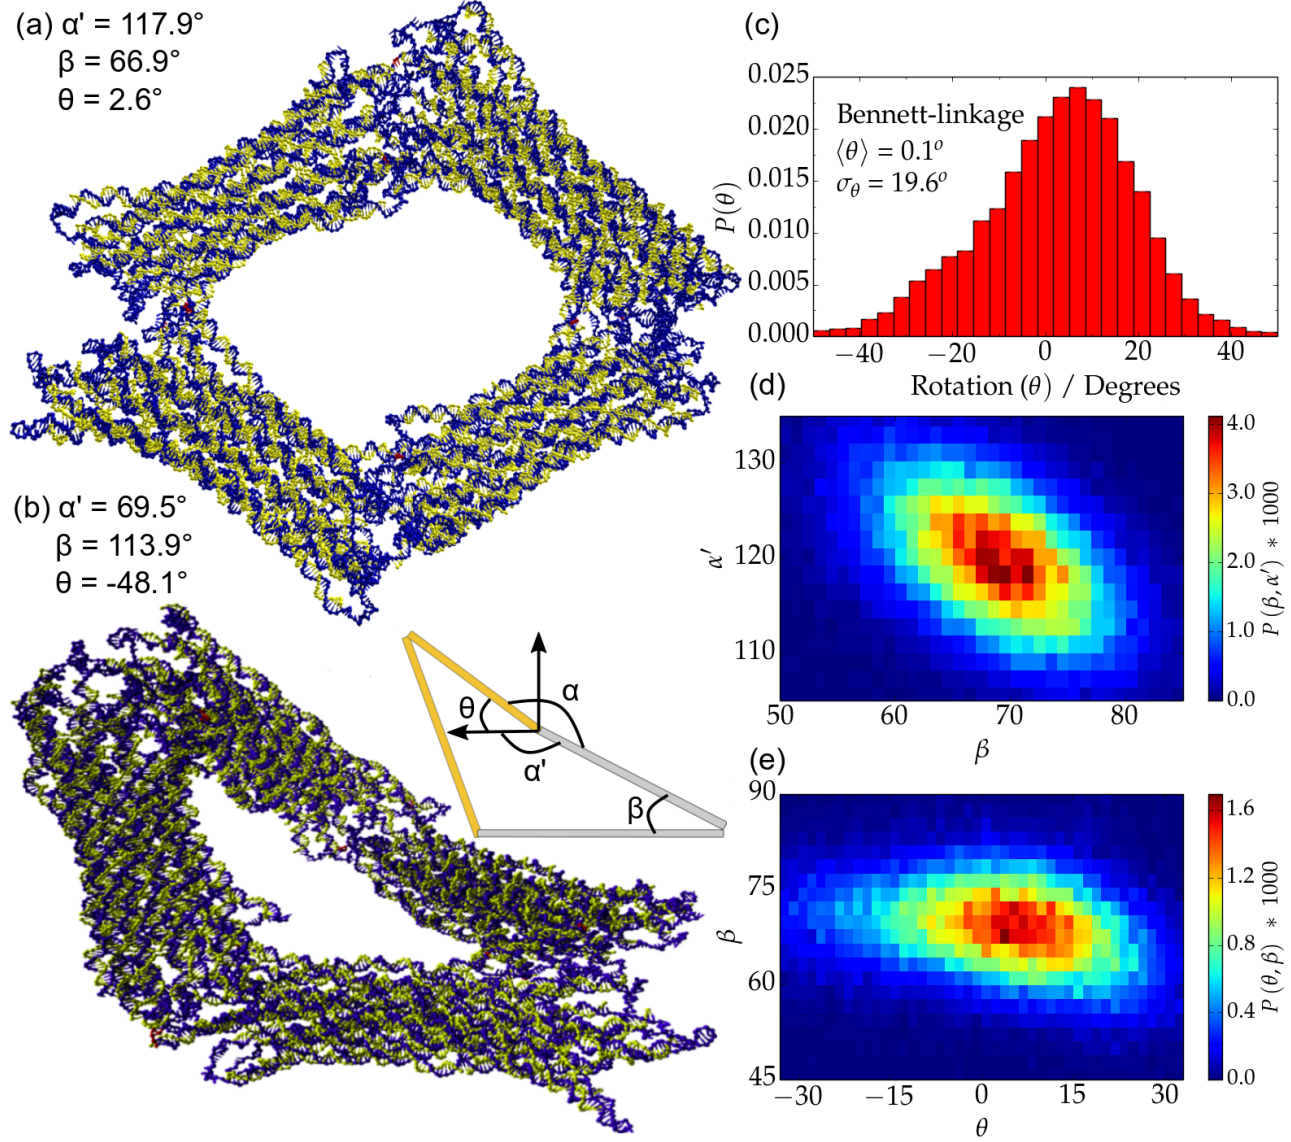 (a) α' = 117.9°
β = 66.9°
θ = 2.6°
(b) α' = 69.5°
β = 113.9°
θ = -48.1°
θ
α
α'
β
(c)
0.025
0.020
0.015
0.010
0.005
0.000
P(θ)
Bennett-linkage
⟨θ⟩ = 0.1°
σθ = 19.6°
−40 −20 0 20 40
Rotation (θ) / Degrees
(d)
130
120
110
α'
50 60 70 80
β
4.0
3.0
2.0
1.0
0.0
P (β, α') * 1000
(e)
90
75
60
45
β
−30 −15 0 15 30
θ
1.6
1.2
0.8
0.4
0.0
P (θ, β) * 1000